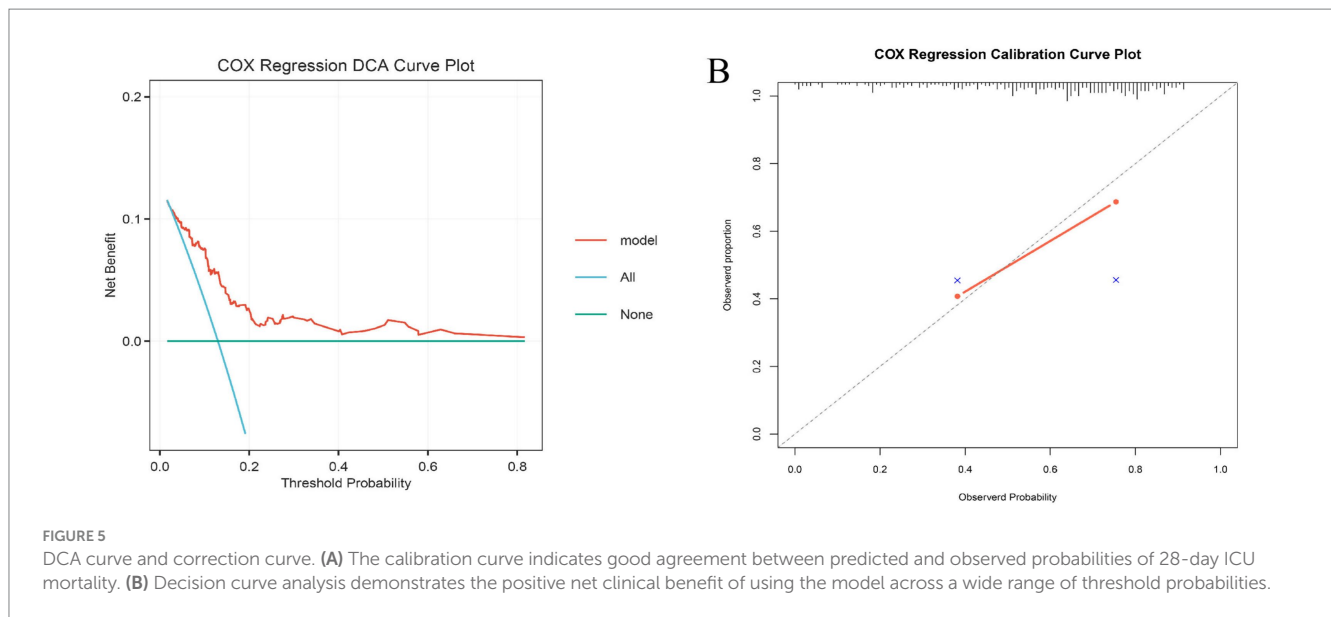 COX Regression DCA Curve Plot
0.2
0.1
0.0
Net Benefit
0.0 0.2 0.4 0.6 0.8
Threshold Probability
model
All
None
B
COX Regression Calibration Curve Plot
1.0
0.8
0.6
0.4
0.2
0.0
Observerd proportion
0.0 0.2 0.4 0.6 0.8 1.0
Observerd Probability
FIGURE 5
DCA curve and correction curve. (A) The calibration curve indicates good agreement between predicted and observed probabilities of 28-day ICU
mortality. (B) Decision curve analysis demonstrates the positive net clinical benefit of using the model across a wide range of threshold probabilities.